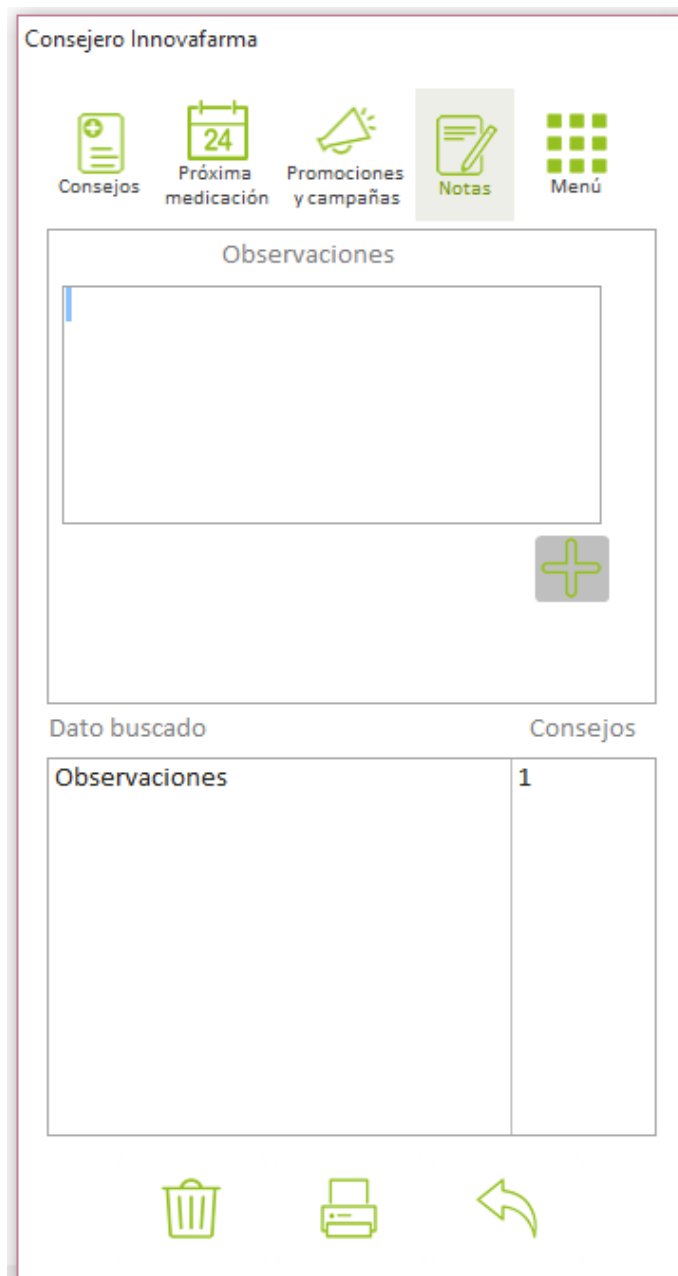 Consejero Innovafarma
Consejos
24
Próxima
medicación
Promociones
y campañas
Notas
Menú
Observaciones
Dato buscado
Consejos
Observaciones
1